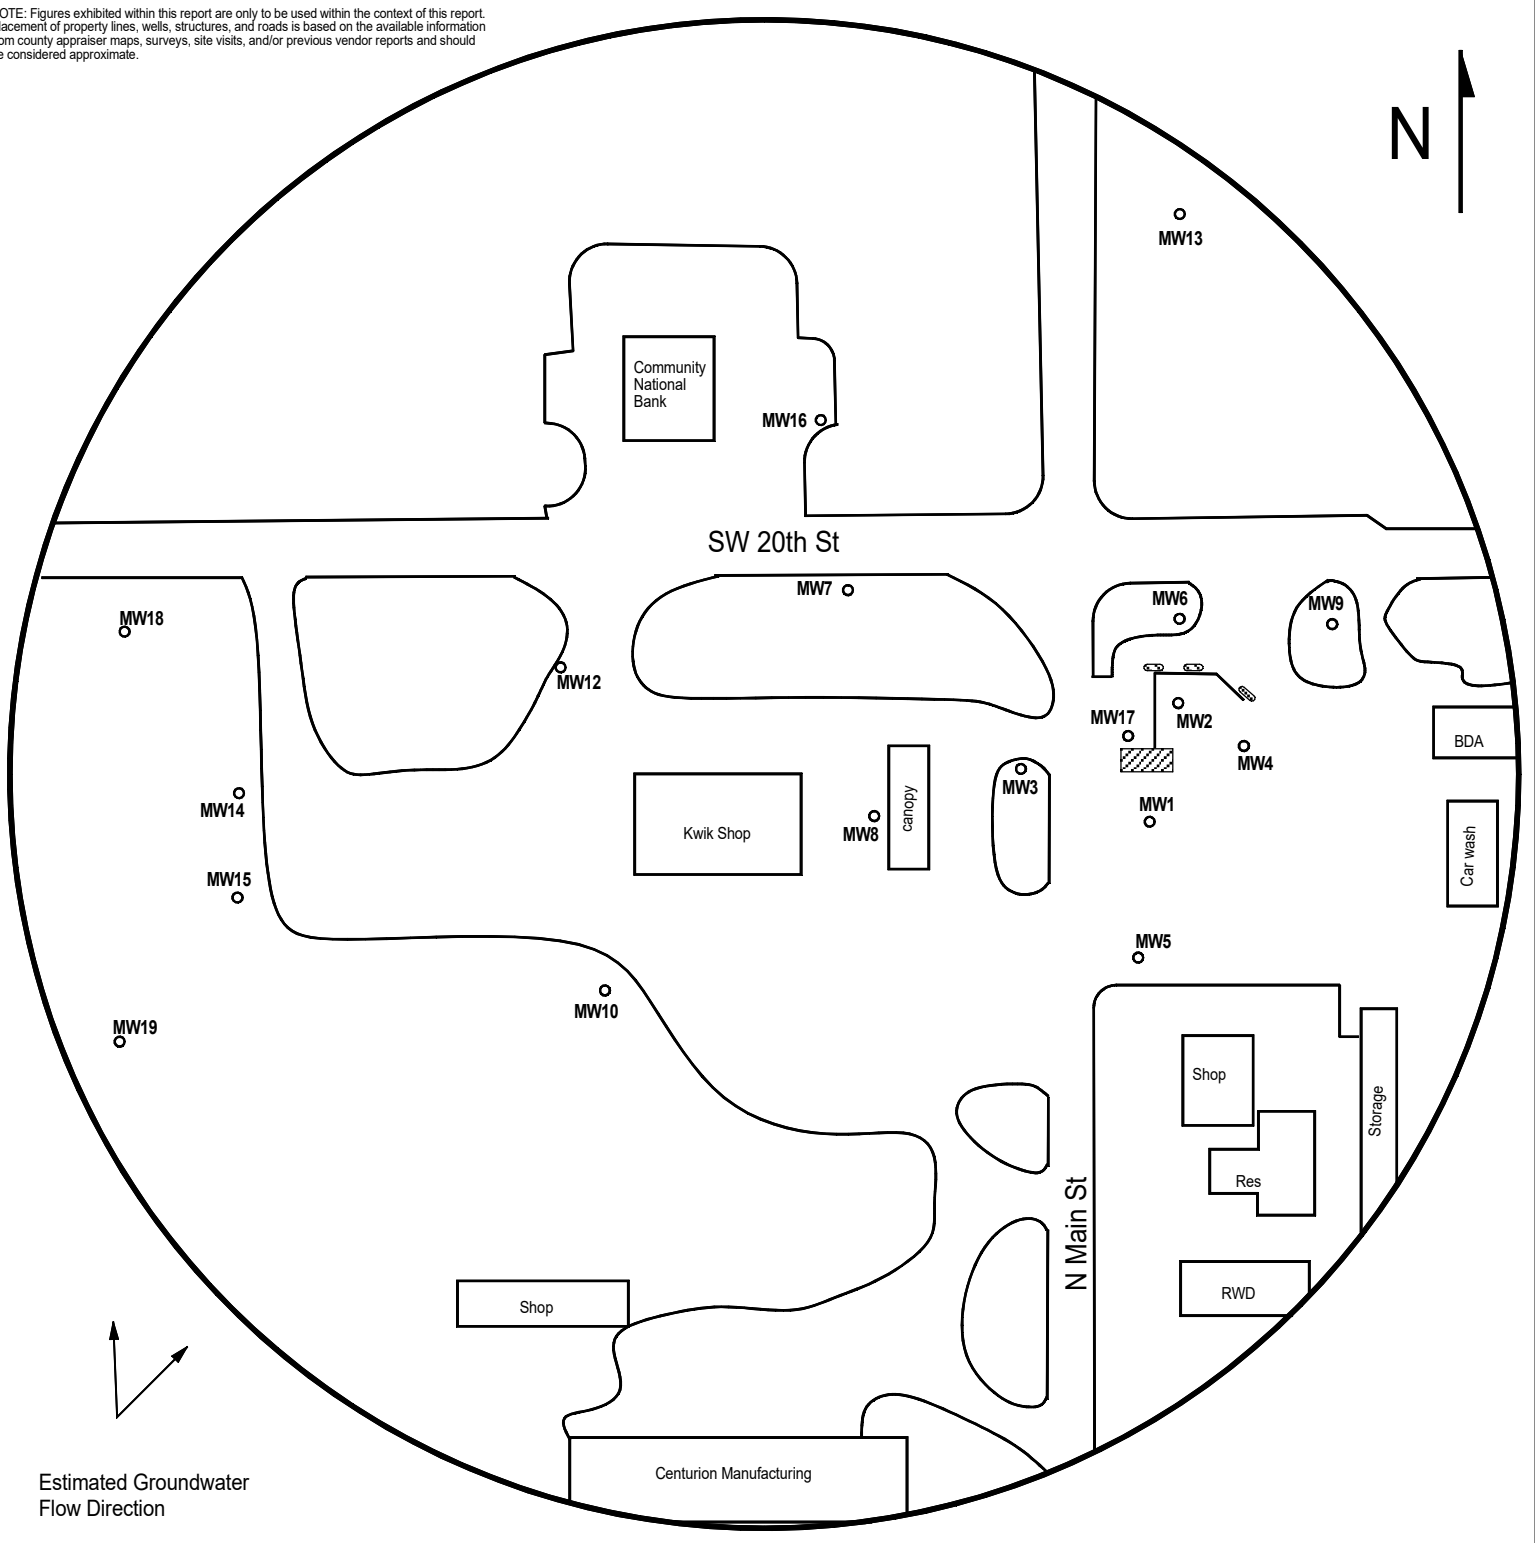 OTE: Figures exhibited within this report are only to be used within the context of this report.
lacement of property lines, wells, structures, and roads is based on the available information
om county appraiser maps, surveys, site visits, and/or previous vendor reports and should
e considered approximate.
N
MW13
Community
National
Bank
MW16
SW 20th St
MW7
MW6
MW9
MW18
MW12
MW17
MW2
BDA
MW4
MW3
MW14
MW1
canopy
Kwik Shop
MW8
Car wash
MW15
MW5
MW10
MW19
Shop
Storage
Res
N Main St
RWD
Shop
Centurion Manufacturing
Estimated Groundwater
Flow Direction